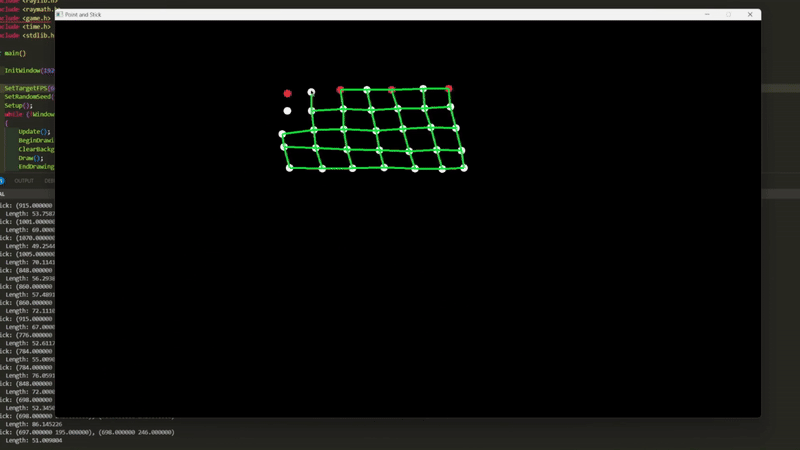 include <raylib.h>
include <raymath.h>
include <game.h>
include <time.h>
include <stdlib.h>
main()
InitWindow(192
SetTargetFPS(6
SetRandomSeed(
Setup();
while (!Window
{
Update();
BeginDrawin
ClearBackg
Draw();
EndDrawing
OUTPUT
Point and Stick
ick: (915.000000
Length: 53.7587
ick: (1001.000000
Length: 69.0000
ick: (1070.000000
Length: 49.2544
ick: (1005.000000
Length: 70.1141
ick: (848.000000
Length: 56.2938
ick: (860.000000
Length: 57.4891
ick: (860.000000
Length: 72.1110
ick: (915.000000
Length: 67.0000
ick: (776.000000
Length: 52.6117
ick: (784.000000
Length: 55.0090
ick: (784.000000
Length: 76.0591
ick: (848.000000
Length: 72.0000
ick: (698.000000
Length: 52.3450
ick: (698.000000
Length: 86.145226
ick: (697.000000 195.000000), (698.000000 246.000000)
Length: 51.009804